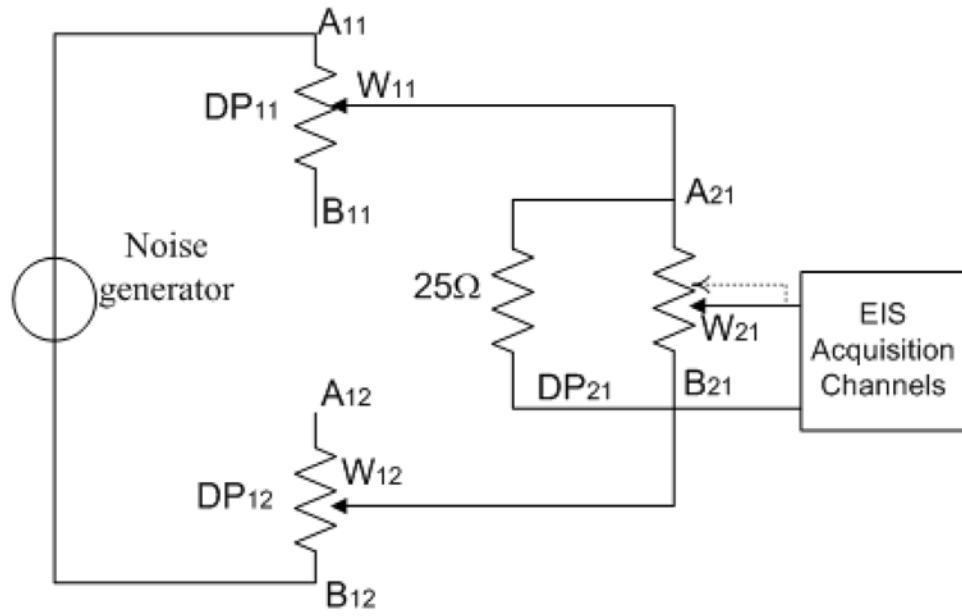 A11
W11
DP11
B11
A21
Noise
generator
25Ω
W21
EIS
Acquisition
Channels
DP21
B21
A12
W12
DP12
B12